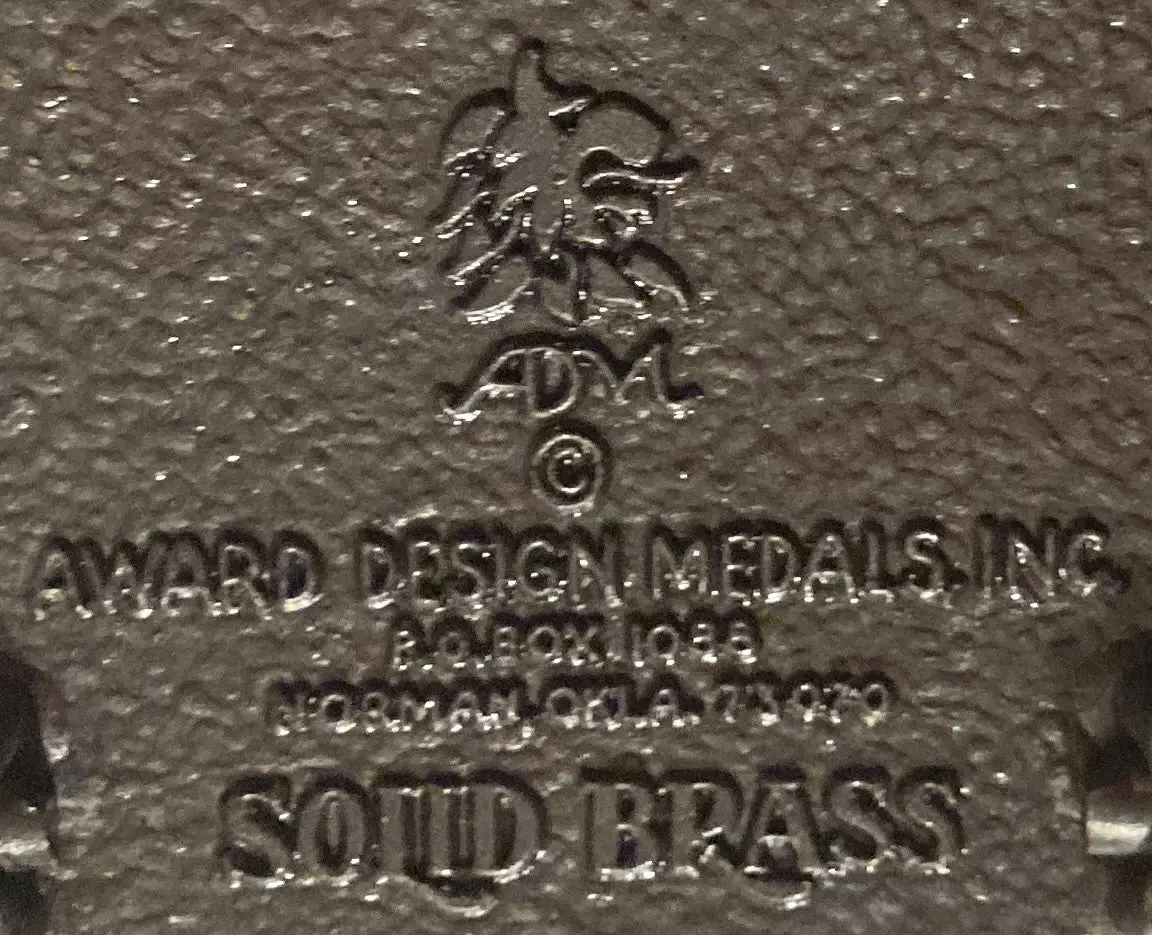 ADM
©
AWARD DESIGN MEDALS, INC.
P.O. BOX 1088
NORMAN, OKLA. 73070
SOLID BRASS